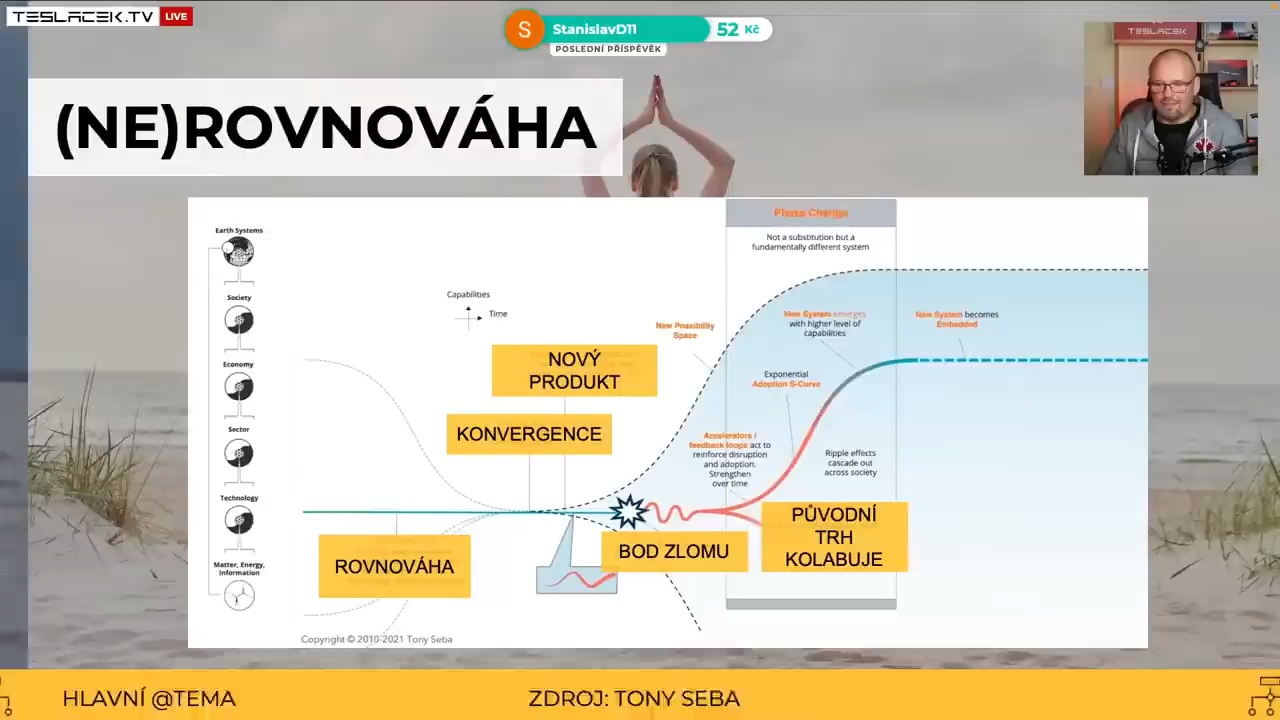 TESLACEK.TV LIVE
S StanislavD11 52 Kč
POSLEDNÍ PŘÍSPĚVĚK
TESLACEK
(NE)ROVNOVÁHA
Earth Systems
Society
Economy
Sector
Technology
Matter, Energy,
Information
Capabilities
Time
NOVÝ
PRODUKT
KONVERGENCE
ROVNOVÁHA
BOD ZLOMU
PŮVODNÍ
TRH
KOLABUJE
Phase Change
Not a substitution but a
fundamentally different system
New Possibility
Space
New System emerges
with higher level of
capabilities
New System becomes
Embedded
Exponential
Adoption S-Curve
Accelerators /
feedback loops act to
reinforce disruption
and adoption.
Strengthen
over time
Ripple effects
cascade out
across society
Copyright © 2010-2021 Tony Seba
HLAVNÍ @TEMA
ZDROJ: TONY SEBA